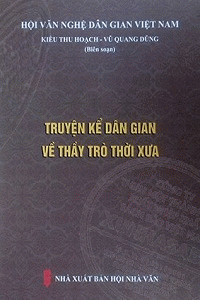 HỘI VĂN NGHỆ DÂN GIAN VIỆT NAM
KIỀU THU HOẠCH - VŨ QUANG DŨNG
(Biên soạn)
TRUYỆN KỂ DÂN GIAN
VỀ THẦY TRÒ THỜI XƯA
NHÀ XUẤT BẢN HỘI NHÀ VĂN